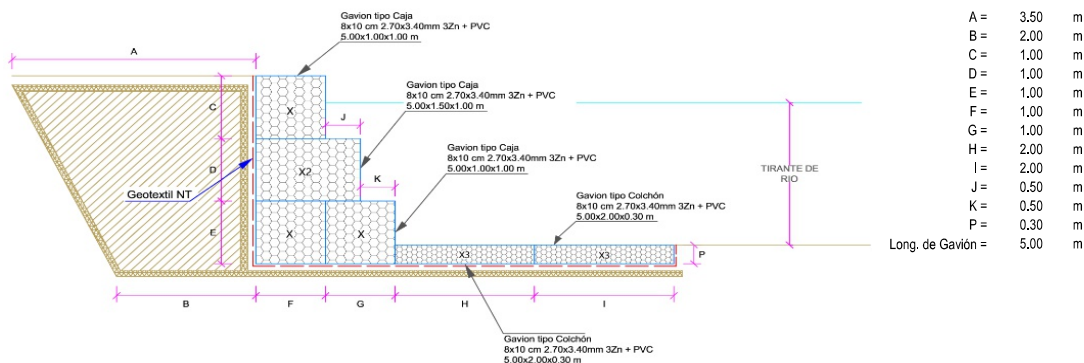 Gavion tipo Caja
8x10 cm 2.70x3.40mm 3Zn + PVC
5.00x1.00x1.00 m
A
Gavion tipo Caja
8x10 cm 2.70x3.40mm 3Zn + PVC
5.00x1.50x1.00 m
C
X
J
Gavion tipo Caja
8x10 cm 2.70x3.40mm 3Zn + PVC
5.00x1.00x1.00 m
D
X2
K
TIRANTE DE
RIO
Geotextil NT
Gavion tipo Colchón
8x10 cm 2.70x3.40mm 3Zn + PVC
5.00x2.00x0.30 m
E
X
X
X3
X3
P
B
F
G
H
I
Gavion tipo Colchón
8x10 cm 2.70x3.40mm 3Zn + PVC
5.00x2.00x0.30 m
A = 3.50 m
B = 2.00 m
C = 1.00 m
D = 1.00 m
E = 1.00 m
F = 1.00 m
G = 1.00 m
H = 2.00 m
I = 2.00 m
J = 0.50 m
K = 0.50 m
P = 0.30 m
Long. de Gavión = 5.00 m